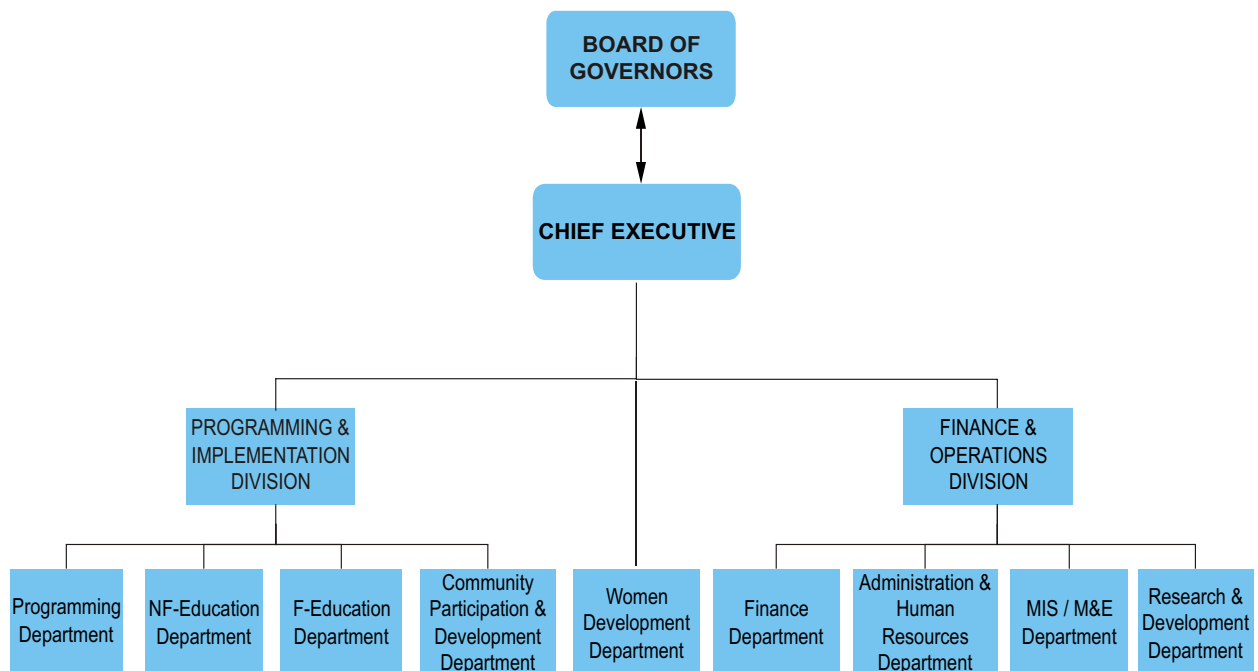 BOARD OF
GOVERNORS
CHIEF EXECUTIVE
PROGRAMMING &
IMPLEMENTATION
DIVISION
FINANCE &
OPERATIONS
DIVISION
Programming
Department
NF-Education
Department
F-Education
Department
Community
Participation &
Development
Department
Women
Development
Department
Finance
Department
Administration &
Human
Resources
Department
MIS / M&E
Department
Research &
Development
Department